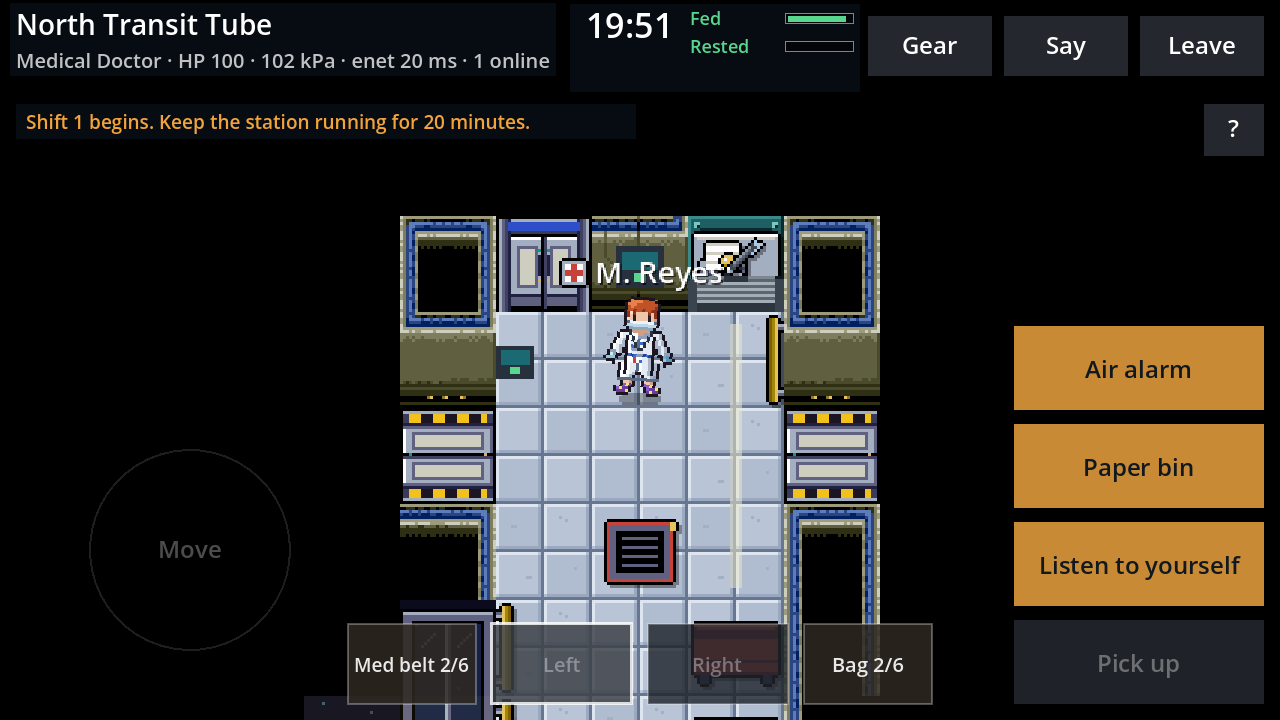 North Transit Tube
Medical Doctor · HP 100 · 102 kPa · enet 20 ms · 1 online
19:51
Fed
Rested
Gear
Say
Leave
Shift 1 begins. Keep the station running for 20 minutes.
?
M. Reyes
Air alarm
Paper bin
Listen to yourself
Move
Med belt 2/6
Left
Right
Bag 2/6
Pick up